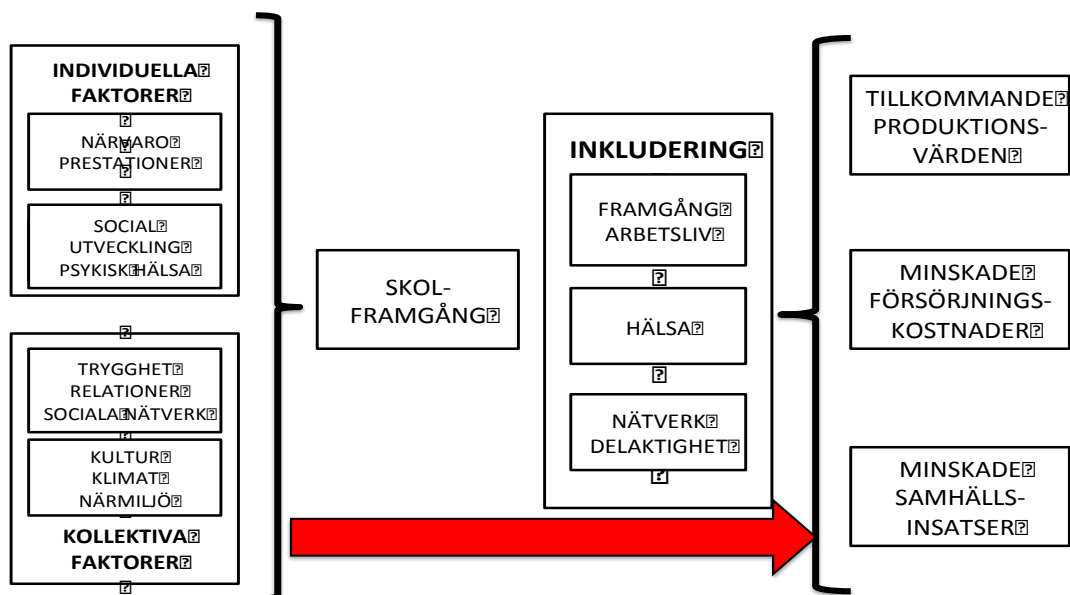 INDIVIDUELLA
FAKTORER
NÄRVARO
PRESTATIONER
SOCIAL
UTVECKLING
PSYKISK HÄLSA
TRYGGHET
RELATIONER
SOCIALA NÄTVERK
KULTUR
KLIMAT
NÄRMILJÖ
KOLLEKTIVA
FAKTORER
SKOL-
FRAMGÅNG
INKLUDERING
FRAMGÅNG
ARBETSLIV
HÄLSA
NÄTVERK
DELAKTIGHET
TILLKOMMANDE
PRODUKTIONS-
VÄRDEN
MINSKADE
FÖRSÖRJNINGS-
KOSTNADER
MINSKADE
SAMHÄLLS-
INSATSER